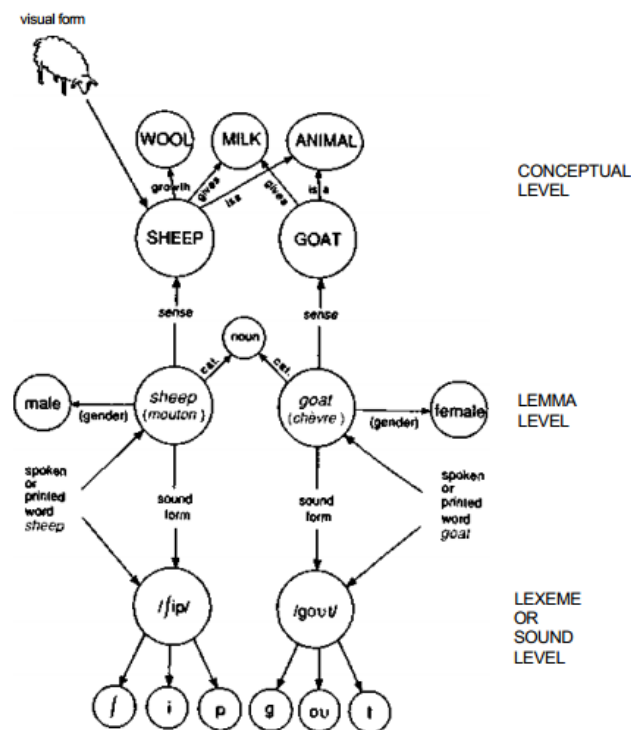 visual form
WOOL
MILK
ANIMAL
growth
gives
isa
gives
is a
SHEEP
GOAT
CONCEPTUAL
LEVEL
sense
sense
noun
cat.
cat.
male
(gender)
sheep
(mouton)
goat
(chèvre)
(gender)
female
LEMMA
LEVEL
spoken
or
printed
word
sheep
sound
form
sound
form
spoken
or
printed
word
goat
/ʃip/
/goʊt/
LEXEME
OR
SOUND
LEVEL
ʃ
i
p
g
oʊ
t